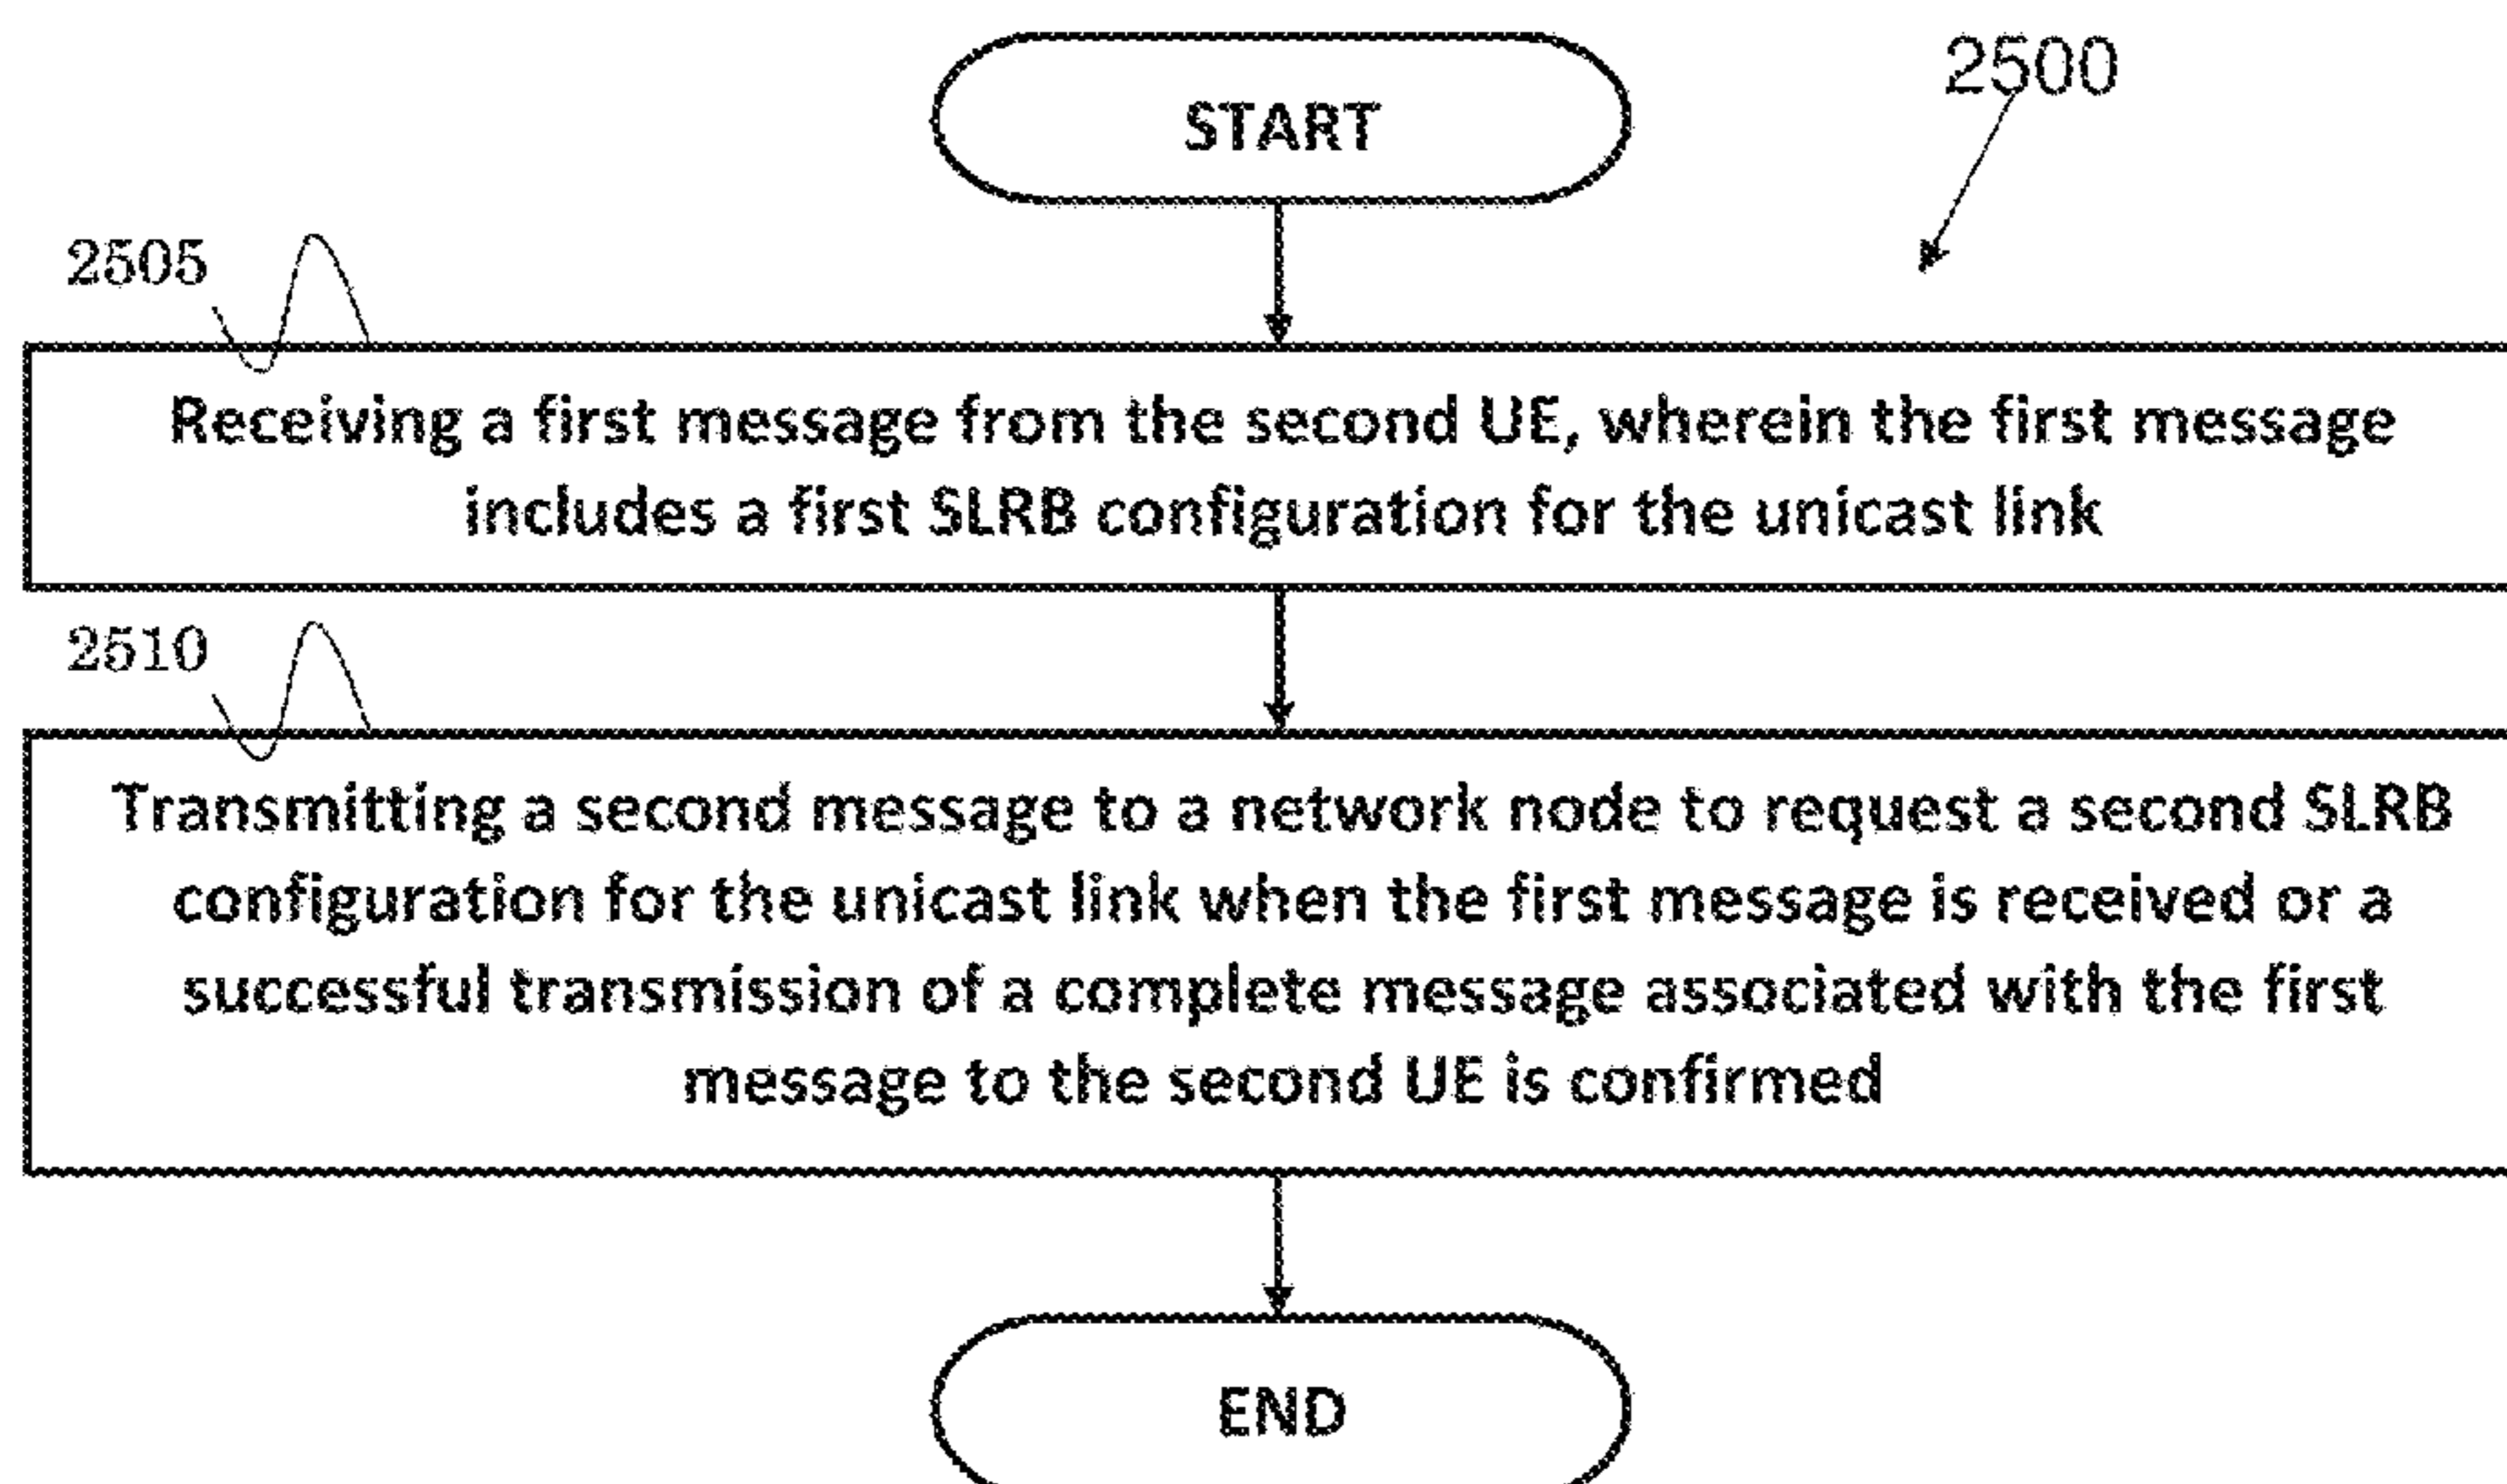 START
2500
2505
Receiving a first message from the second UE, wherein the first message
includes a first SLRB configuration for the unicast link
2510
Transmitting a second message to a network node to request a second SLRB
configuration for the unicast link when the first message is received or a
successful transmission of a complete message associated with the first
message to the second UE is confirmed
END